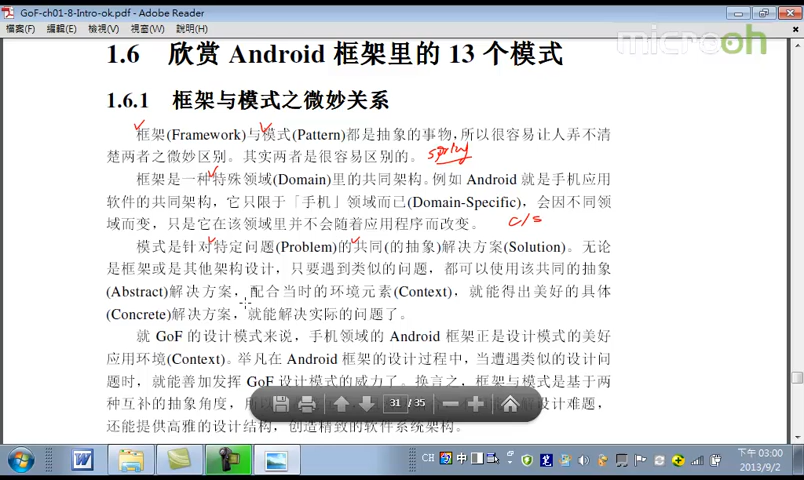 GoF-ch01-8-Intro-ok.pdf - Adobe Reader
檔案(F) 編輯(E) 檢視(V) 視窗(W) 說明(H)
microoh
1.6 欣赏 Android 框架里的 13 个模式
1.6.1 框架与模式之微妙关系
框架(Framework)与模式(Pattern)都是抽象的事物,所以很容易让人弄不清
楚两者之微妙区别。其实两者是很容易区别的。 spring
框架是一种特殊领域(Domain)里的共同架构。例如 Android 就是手机应用
软件的共同架构,它只限于「手机」领域而已(Domain-Specific),会因不同领
域而变,只是它在该领域里并不会随着应用程序而改变。 c/s
模式是针对特定问题(Problem)的共同(的抽象)解决方案(Solution)。无论
是框架或是其他架构设计,只要遇到类似的问题,都可以使用该共同的抽象
(Abstract)解决方案,配合当时的环境元素(Context),就能得出美好的具体
(Concrete)解决方案,就能解决实际的问题了。
就 GoF 的设计模式来说,手机领域的 Android 框架正是设计模式的美好
应用环境(Context)。举凡在 Android 框架的设计过程中,当遭遇类似的设计问
题时,就能善加发挥 GoF 设计模式的威力了。换言之,框架与模式是基于两
种互补的抽象角度,所以
设计难题,
还能提供高雅的设计结构,创造精致的软件系统架构。
31 / 35
CH 中
下午 03:00
2013/9/2